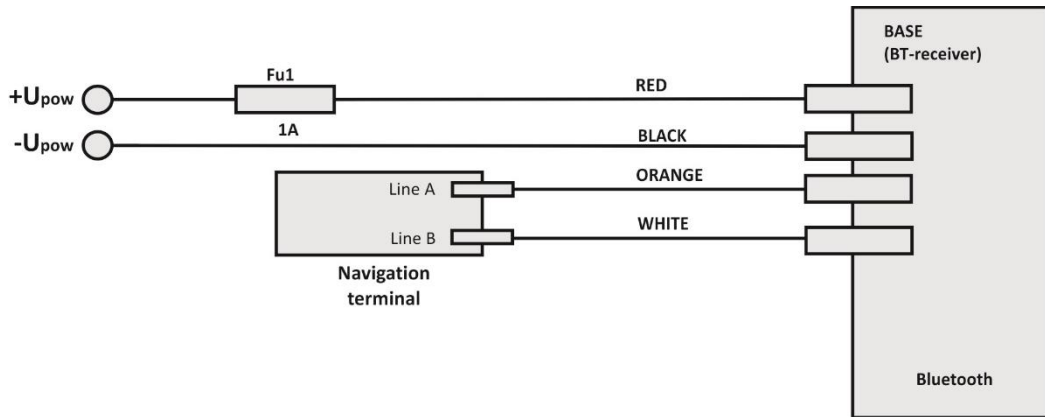 BASE
(BT-receiver)
Fu1
+Upow
RED
1A
-Upow
BLACK
ORANGE
Line A
WHITE
Line B
Navigation
terminal
Bluetooth